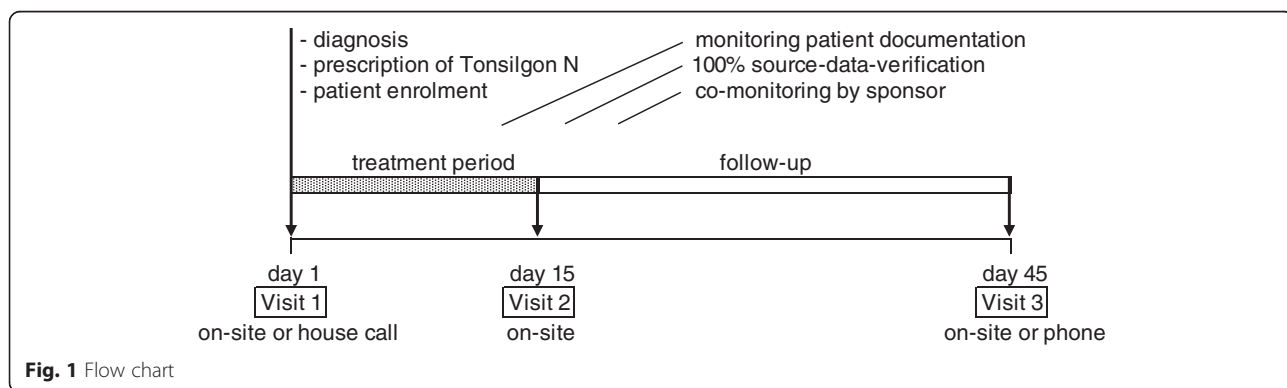 - diagnosis
- prescription of Tonsilgon N
- patient enrolment
monitoring patient documentation
100% source-data-verification
co-monitoring by sponsor
treatment period
follow-up
day 1
Visit 1
on-site or house call
day 15
Visit 2
on-site
day 45
Visit 3
on-site or phone
Fig. 1 Flow chart